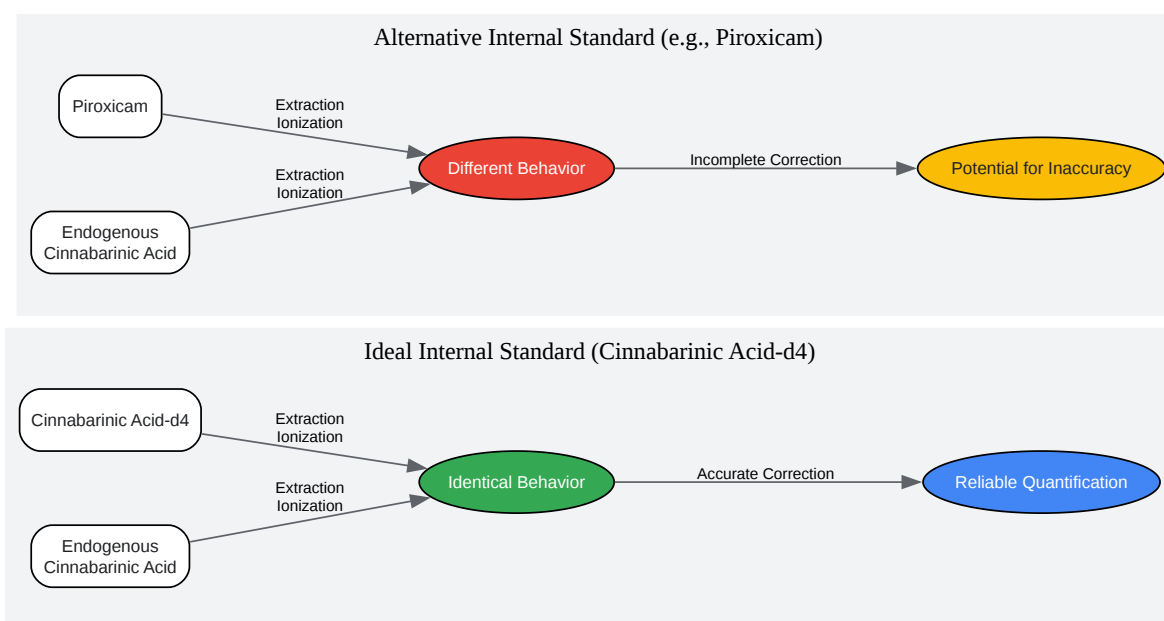 Alternative Internal Standard (e.g., Piroxicam)
Piroxicam
Extraction
Ionization
Endogenous
Cinnabarinic Acid
Extraction
Ionization
Different Behavior
Incomplete Correction
Potential for Inaccuracy
Ideal Internal Standard (Cinnabarinic Acid-d4)
Cinnabarinic Acid-d4
Extraction
Ionization
Endogenous
Cinnabarinic Acid
Extraction
Ionization
Identical Behavior
Accurate Correction
Reliable Quantification